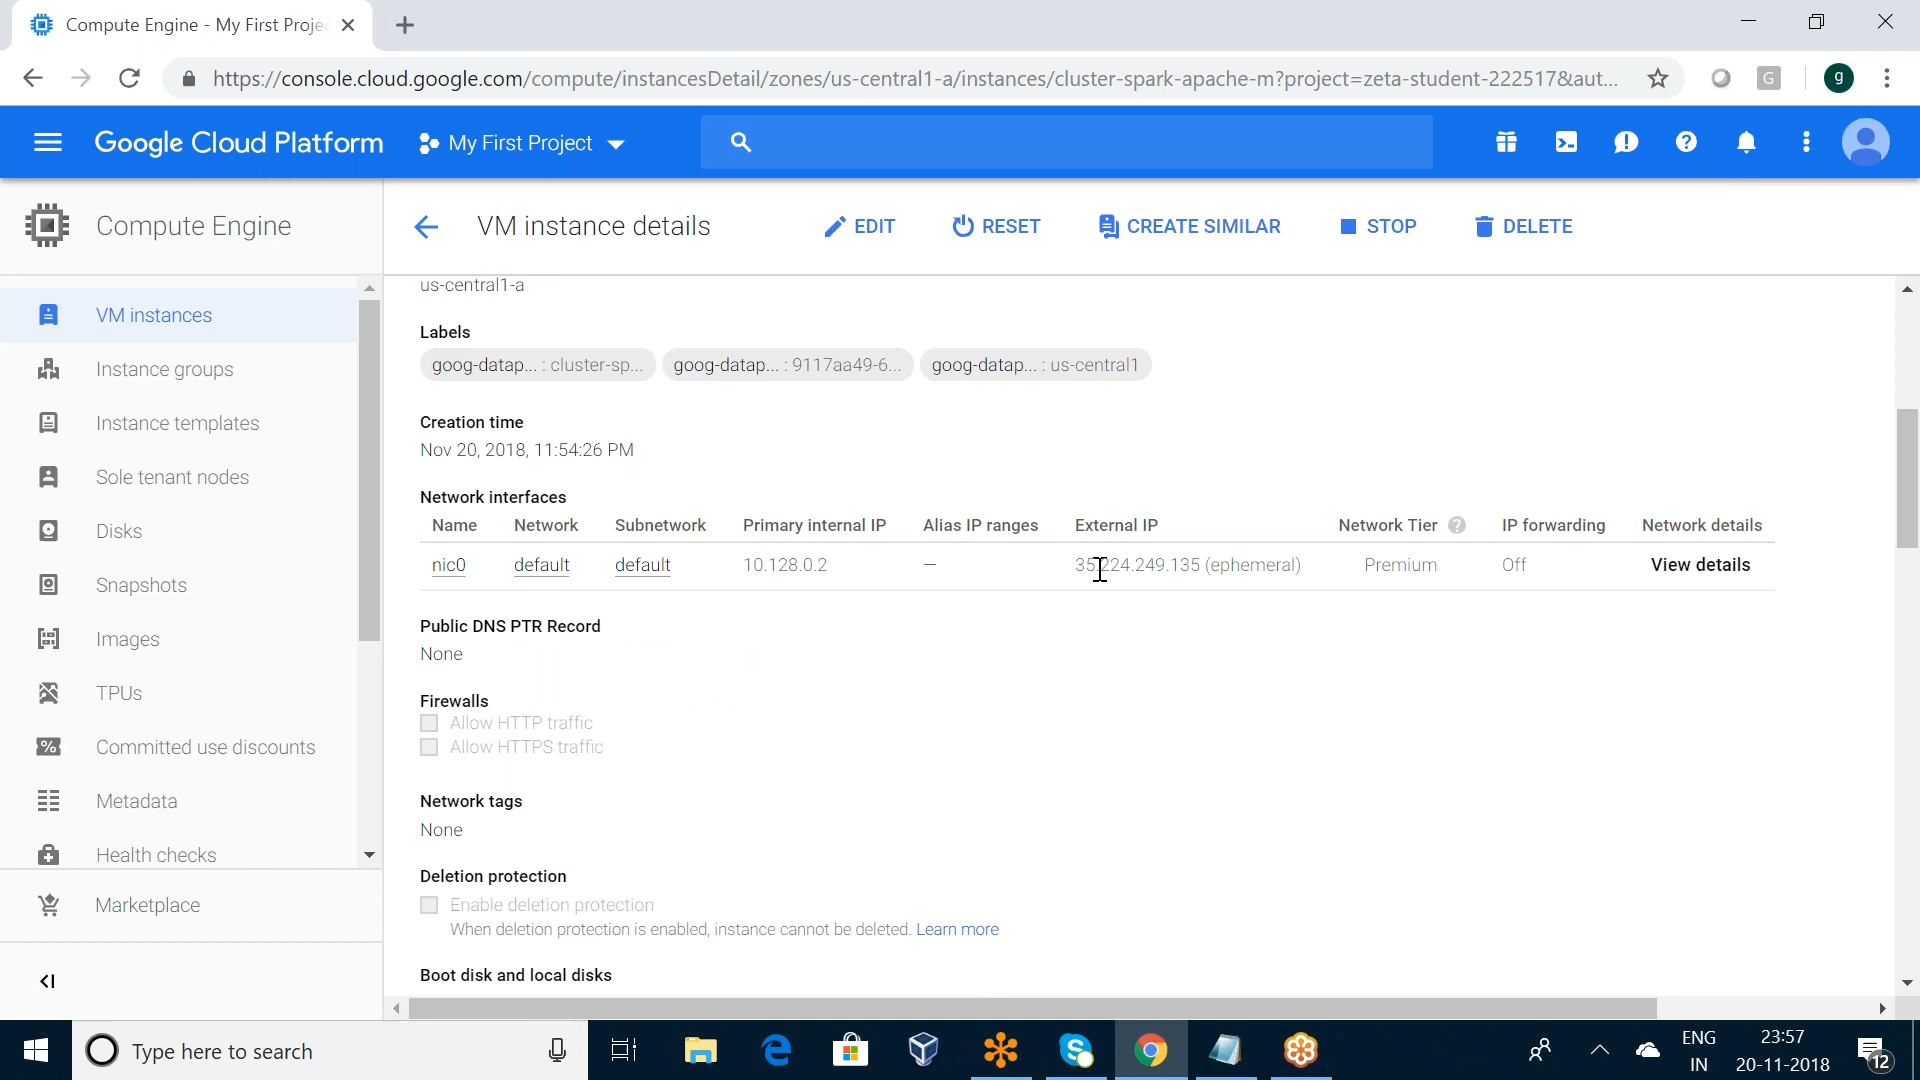 Compute Engine - My First Projec
https://console.cloud.google.com/compute/instancesDetail/zones/us-central1-a/instances/cluster-spark-apache-m?project=zeta-student-222517&aut...
G
g
Google Cloud Platform
My First Project
Compute Engine
VM instance details
EDIT
RESET
CREATE SIMILAR
STOP
DELETE
VM instances
Instance groups
Instance templates
Sole tenant nodes
Disks
Snapshots
Images
TPUs
Committed use discounts
Metadata
Health checks
Marketplace
us-central1-a
Labels
goog-datap... : cluster-sp... goog-datap... : 9117aa49-6... goog-datap... : us-central1
Creation time
Nov 20, 2018, 11:54:26 PM
Network interfaces
Name Network Subnetwork Primary internal IP Alias IP ranges External IP Network Tier ? IP forwarding Network details
nic0 default default 10.128.0.2 — 35.224.249.135 (ephemeral) Premium Off View details
Public DNS PTR Record
None
Firewalls
Allow HTTP traffic
Allow HTTPS traffic
Network tags
None
Deletion protection
Enable deletion protection
When deletion protection is enabled, instance cannot be deleted. Learn more
Boot disk and local disks
Type here to search
ENG
IN
23:57
20-11-2018
12